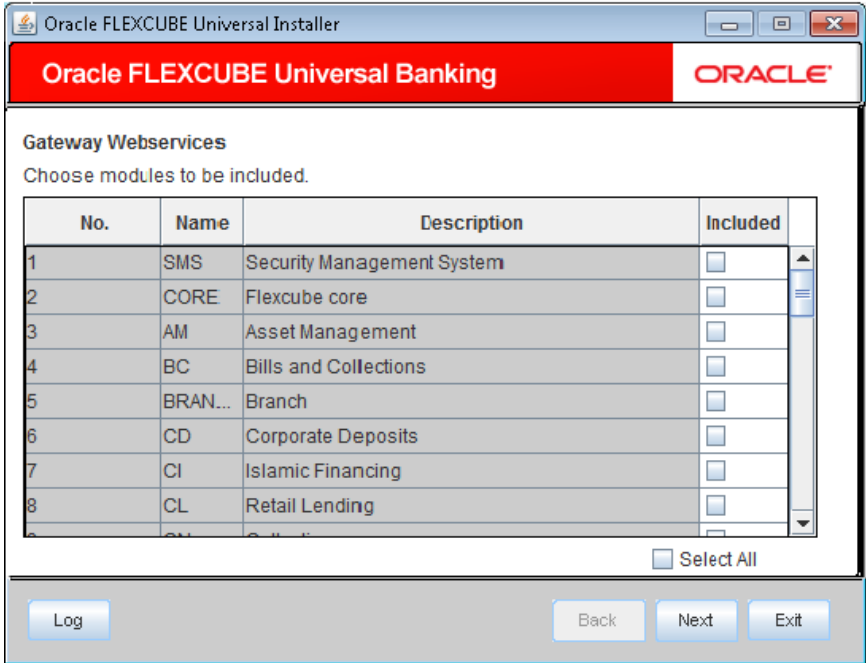 Oracle FLEXCUBE Universal Installer
Oracle FLEXCUBE Universal Banking ORACLE
Gateway Webservices
Choose modules to be included.
No. Name Description Included
1 SMS Security Management System
2 CORE Flexcube core
3 AM Asset Management
4 BC Bills and Collections
5 BRAN... Branch
6 CD Corporate Deposits
7 CI Islamic Financing
8 CL Retail Lending
Select All
Log Back Next Exit